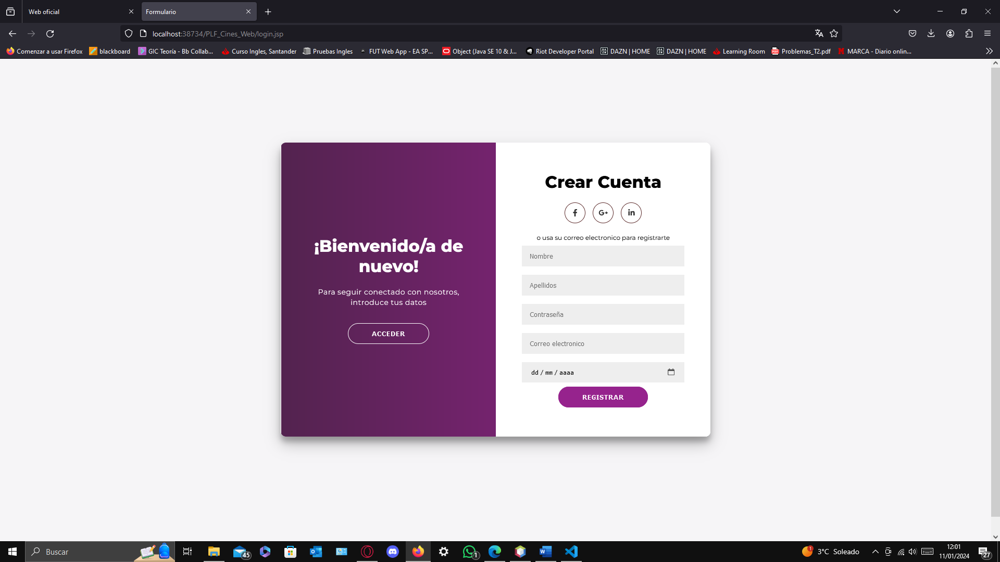 Web oficial
Formulario
localhost:38734/PLF_Cines_Web/login.jsp
Comenzar a usar Firefox
blackboard
GIC Teoría - Bb Collab...
Curso Ingles, Santander
Pruebas Ingles
FUT Web App - EA SP...
Object (Java SE 10 & J...
Riot Developer Portal
DAZN | HOME
DAZN | HOME
Learning Room
Problemas_T2.pdf
MARCA - Diario onlin...
¡Bienvenido/a de
nuevo!
Para seguir conectado con nosotros,
introduce tus datos
ACCEDER
Crear Cuenta
o usa su correo electronico para registrarte
Nombre
Apellidos
Contraseña
Correo electronico
dd / mm / aaaa
REGISTRAR
Buscar
45
1
1
3°C Soleado
12:01
11/01/2024
27